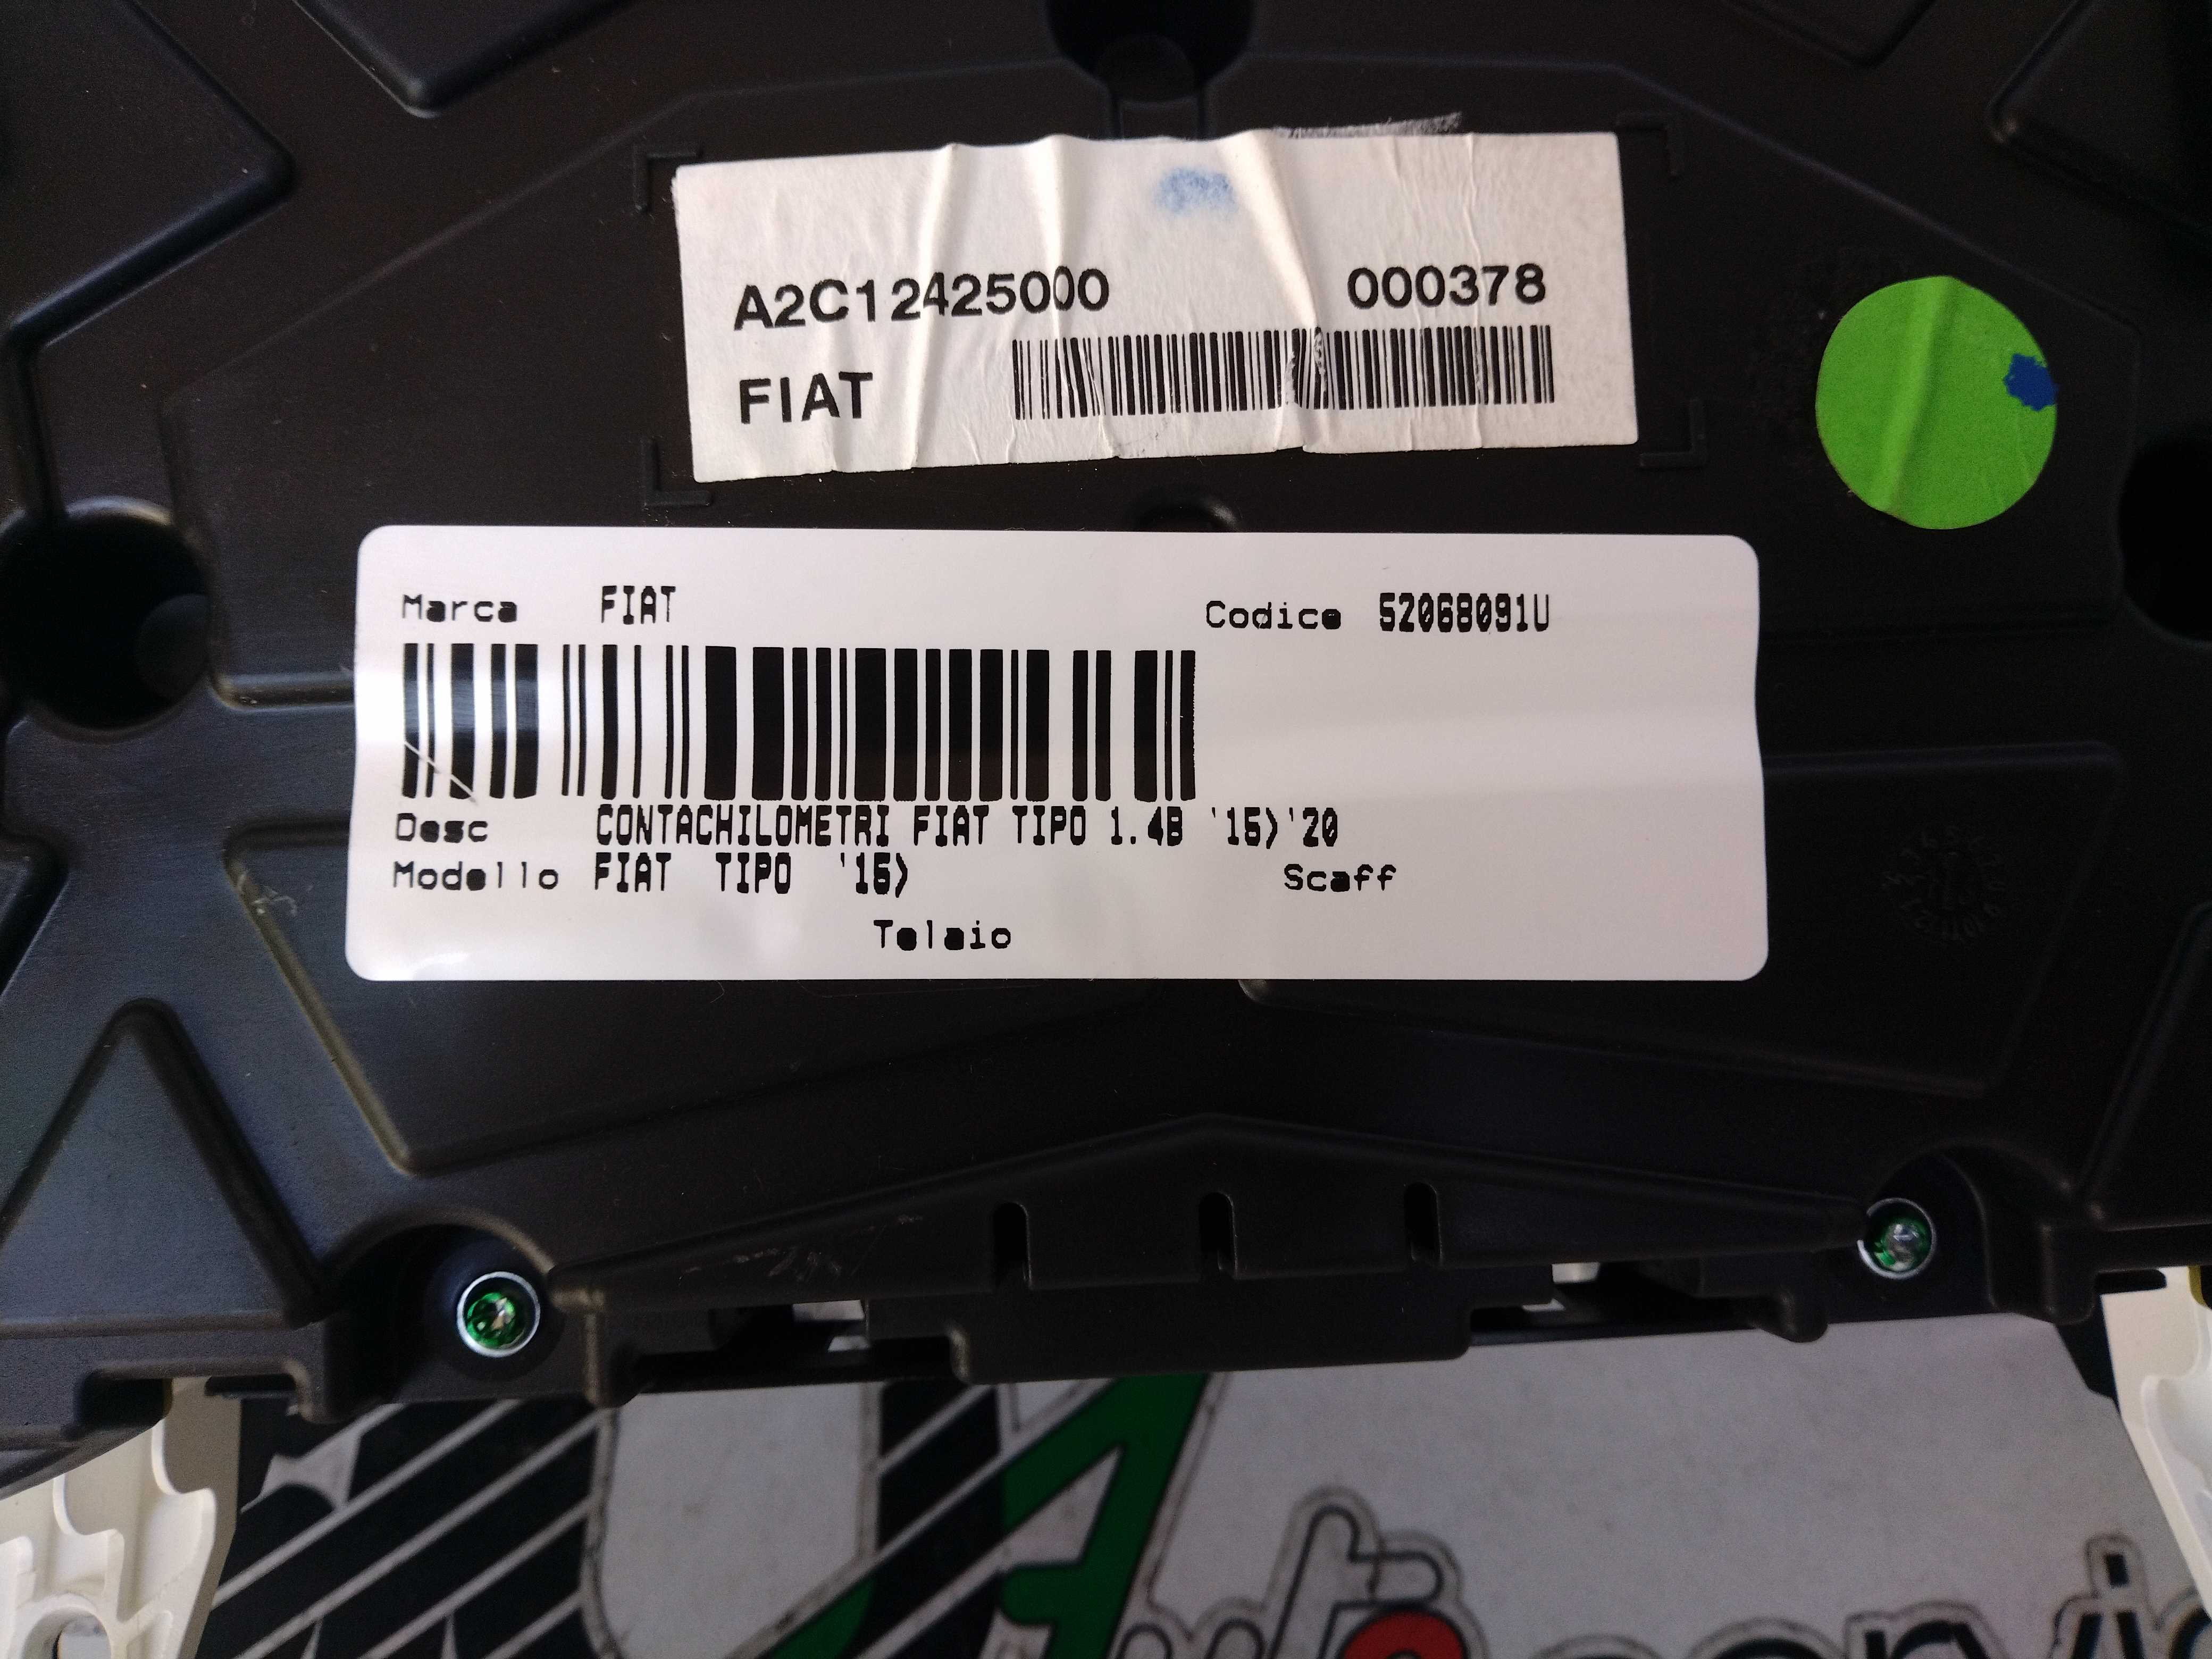 A2C12425000 000378
FIAT
Marca FIAT Codice 52068091U
Desc CONTACHILOMETRI FIAT TIPO 1.4B '15>'20
Modello FIAT TIPO '15> Scaff
Telaio